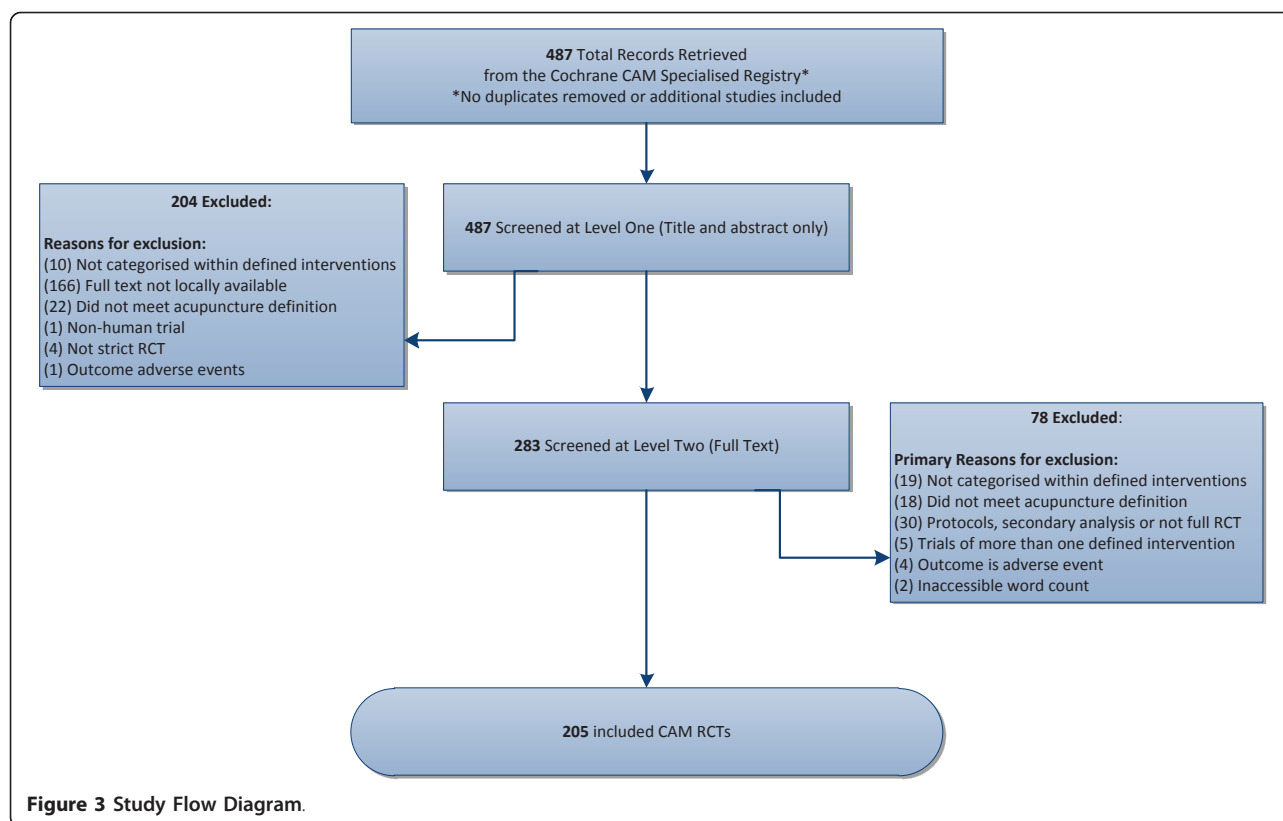 487 Total Records Retrieved
from the Cochrane CAM Specialised Registry*
*No duplicates removed or additional studies included
204 Excluded:
Reasons for exclusion:
(10) Not categorised within defined interventions
(166) Full text not locally available
(22) Did not meet acupuncture definition
(1) Non-human trial
(4) Not strict RCT
(1) Outcome adverse events
487 Screened at Level One (Title and abstract only)
283 Screened at Level Two (Full Text)
78 Excluded:
Primary Reasons for exclusion:
(19) Not categorised within defined interventions
(18) Did not meet acupuncture definition
(30) Protocols, secondary analysis or not full RCT
(5) Trials of more than one defined intervention
(4) Outcome is adverse event
(2) Inaccessible word count
205 included CAM RCTs
Figure 3 Study Flow Diagram.